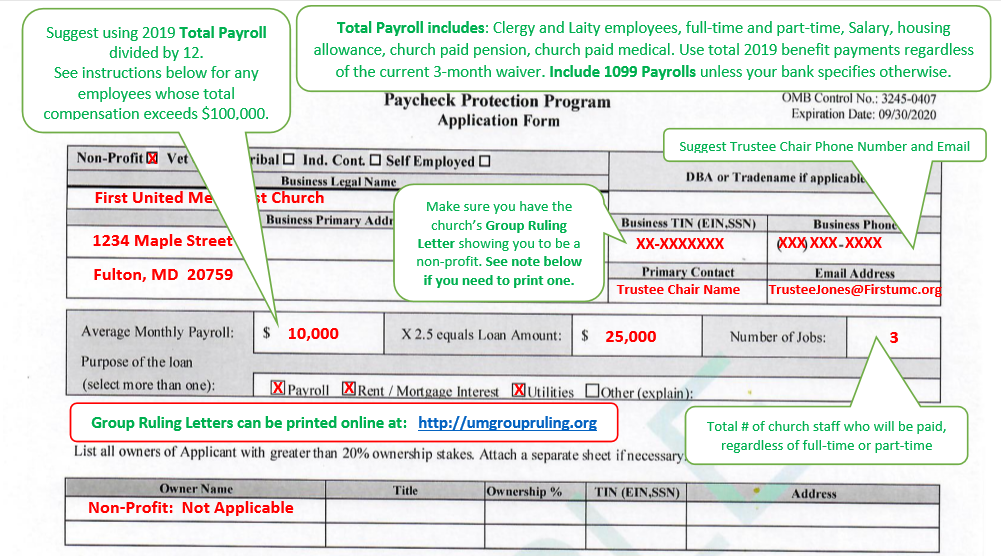 Suggest using 2019 Total Payroll
divided by 12.
See instructions below for any
employees whose total
compensation exceeds $100,000.
Total Payroll includes: Clergy and Laity employees, full-time and part-time, Salary, housing
allowance, church paid pension, church paid medical. Use total 2019 benefit payments regardless
of the current 3-month waiver. Include 1099 Payrolls unless your bank specifies otherwise.
Paycheck Protection Program
Application Form
OMB Control No.: 3245-0407
Expiration Date: 09/30/2020
Suggest Trustee Chair Phone Number and Email
Non-Profit ☒ Vet ribal ☐ Ind. Cont. ☐ Self Employed ☐
Business Legal Name
DBA or Tradename if applicable
First United Me st Church
Business Primary Addr
Business TIN (EIN,SSN)
Business Phone
1234 Maple Street
XX-XXXXXXX
(XXX) XXX-XXXX
Fulton, MD 20759
Primary Contact
Email Address
Trustee Chair Name
TrusteeJones@Firstumc.org
Make sure you have the
church's Group Ruling
Letter showing you to be a
non-profit. See note below
if you need to print one.
Average Monthly Payroll: $ 10,000 X 2.5 equals Loan Amount: $ 25,000 Number of Jobs: 3
Purpose of the loan
(select more than one): ☒ Payroll ☒ Rent / Mortgage Interest ☒ Utilities ☐ Other (explain):
Group Ruling Letters can be printed online at: http://umgroupruling.org
Total # of church staff who will be paid,
regardless of full-time or part-time
List all owners of Applicant with greater than 20% ownership stakes. Attach a separate sheet if necessary.
Owner Name Title Ownership % TIN (EIN,SSN) Address
Non-Profit: Not Applicable